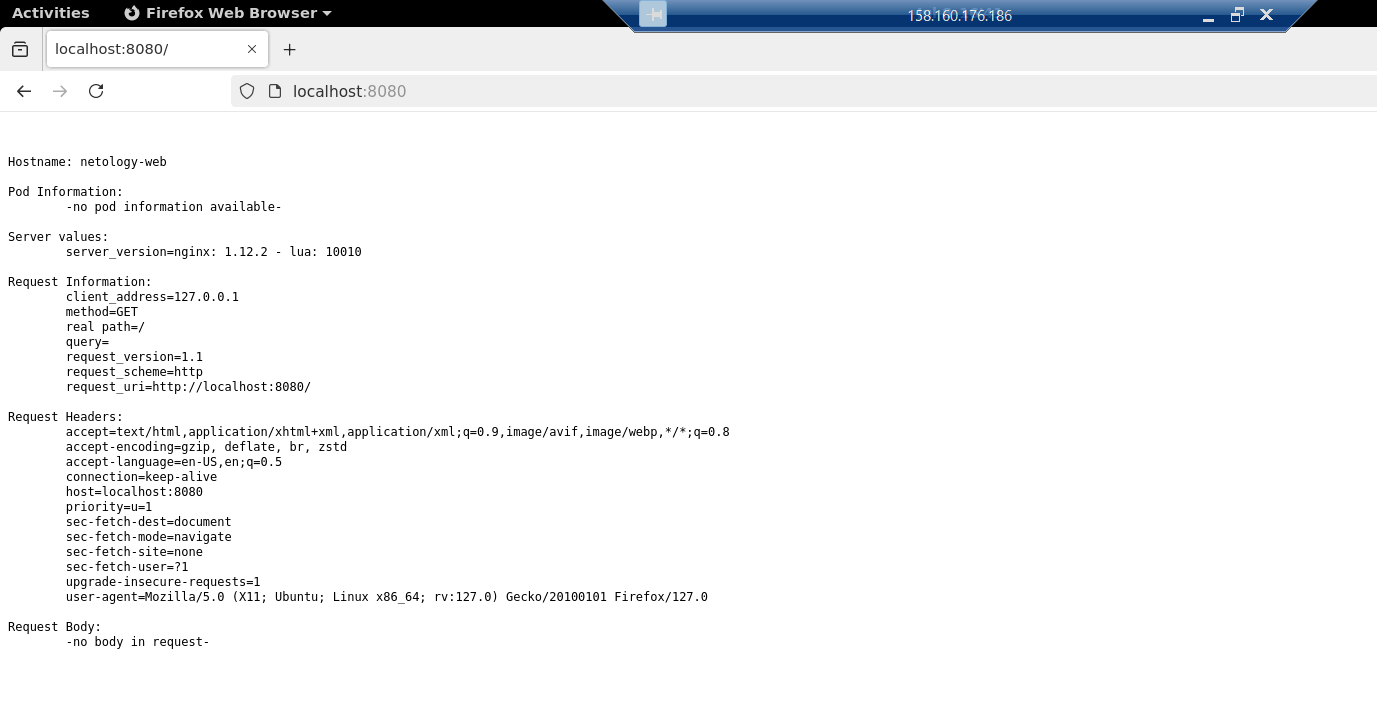 Activities Firefox Web Browser 158.160.176.186
localhost:8080/
localhost:8080
Hostname: netology-web
Pod Information:
-no pod information available-
Server values:
server_version=nginx: 1.12.2 - lua: 10010
Request Information:
client_address=127.0.0.1
method=GET
real path=/
query=
request_version=1.1
request_scheme=http
request_uri=http://localhost:8080/
Request Headers:
accept=text/html,application/xhtml+xml,application/xml;q=0.9,image/avif,image/webp,*/*;q=0.8
accept-encoding=gzip, deflate, br, zstd
accept-language=en-US,en;q=0.5
connection=keep-alive
host=localhost:8080
priority=u=1
sec-fetch-dest=document
sec-fetch-mode=navigate
sec-fetch-site=none
sec-fetch-user=?1
upgrade-insecure-requests=1
user-agent=Mozilla/5.0 (X11; Ubuntu; Linux x86_64; rv:127.0) Gecko/20100101 Firefox/127.0
Request Body:
-no body in request-